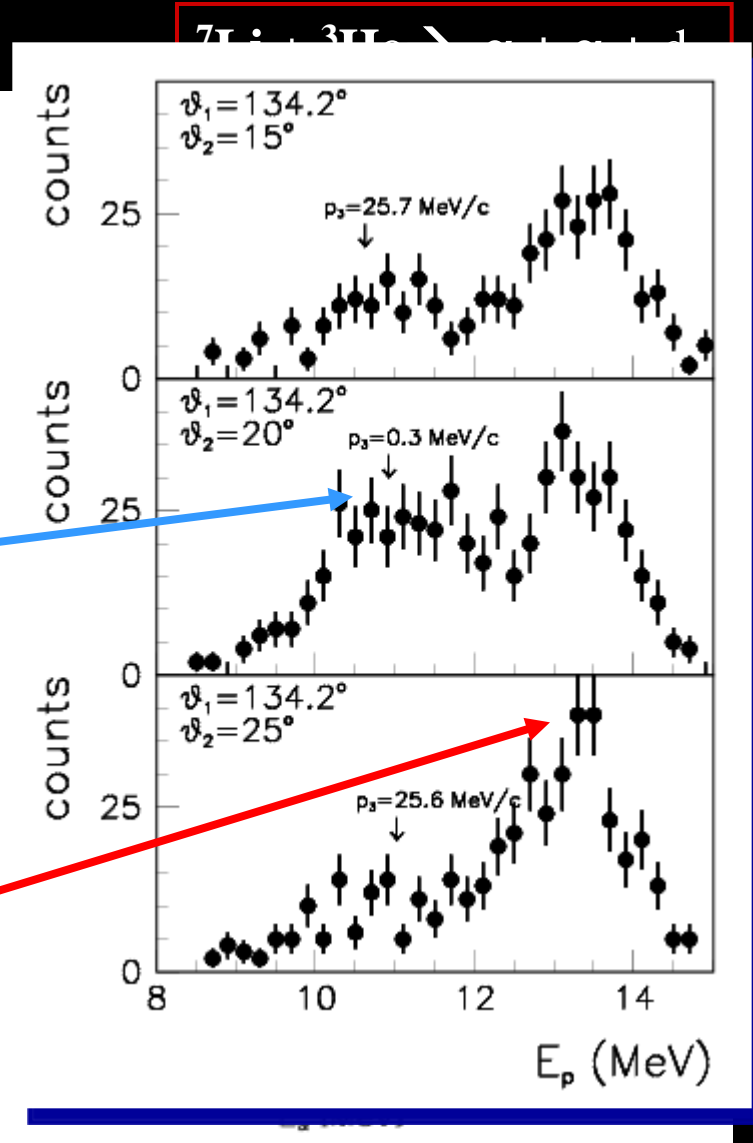 counts
ϑ₁=134.2°
ϑ₂=15°
p₃=25.7 MeV/c
25
0
counts
ϑ₁=134.2°
ϑ₂=20°
p₃=0.3 MeV/c
25
0
counts
ϑ₁=134.2°
ϑ₂=25°
p₃=25.6 MeV/c
25
0
8 10 12 14
Eₚ (MeV)